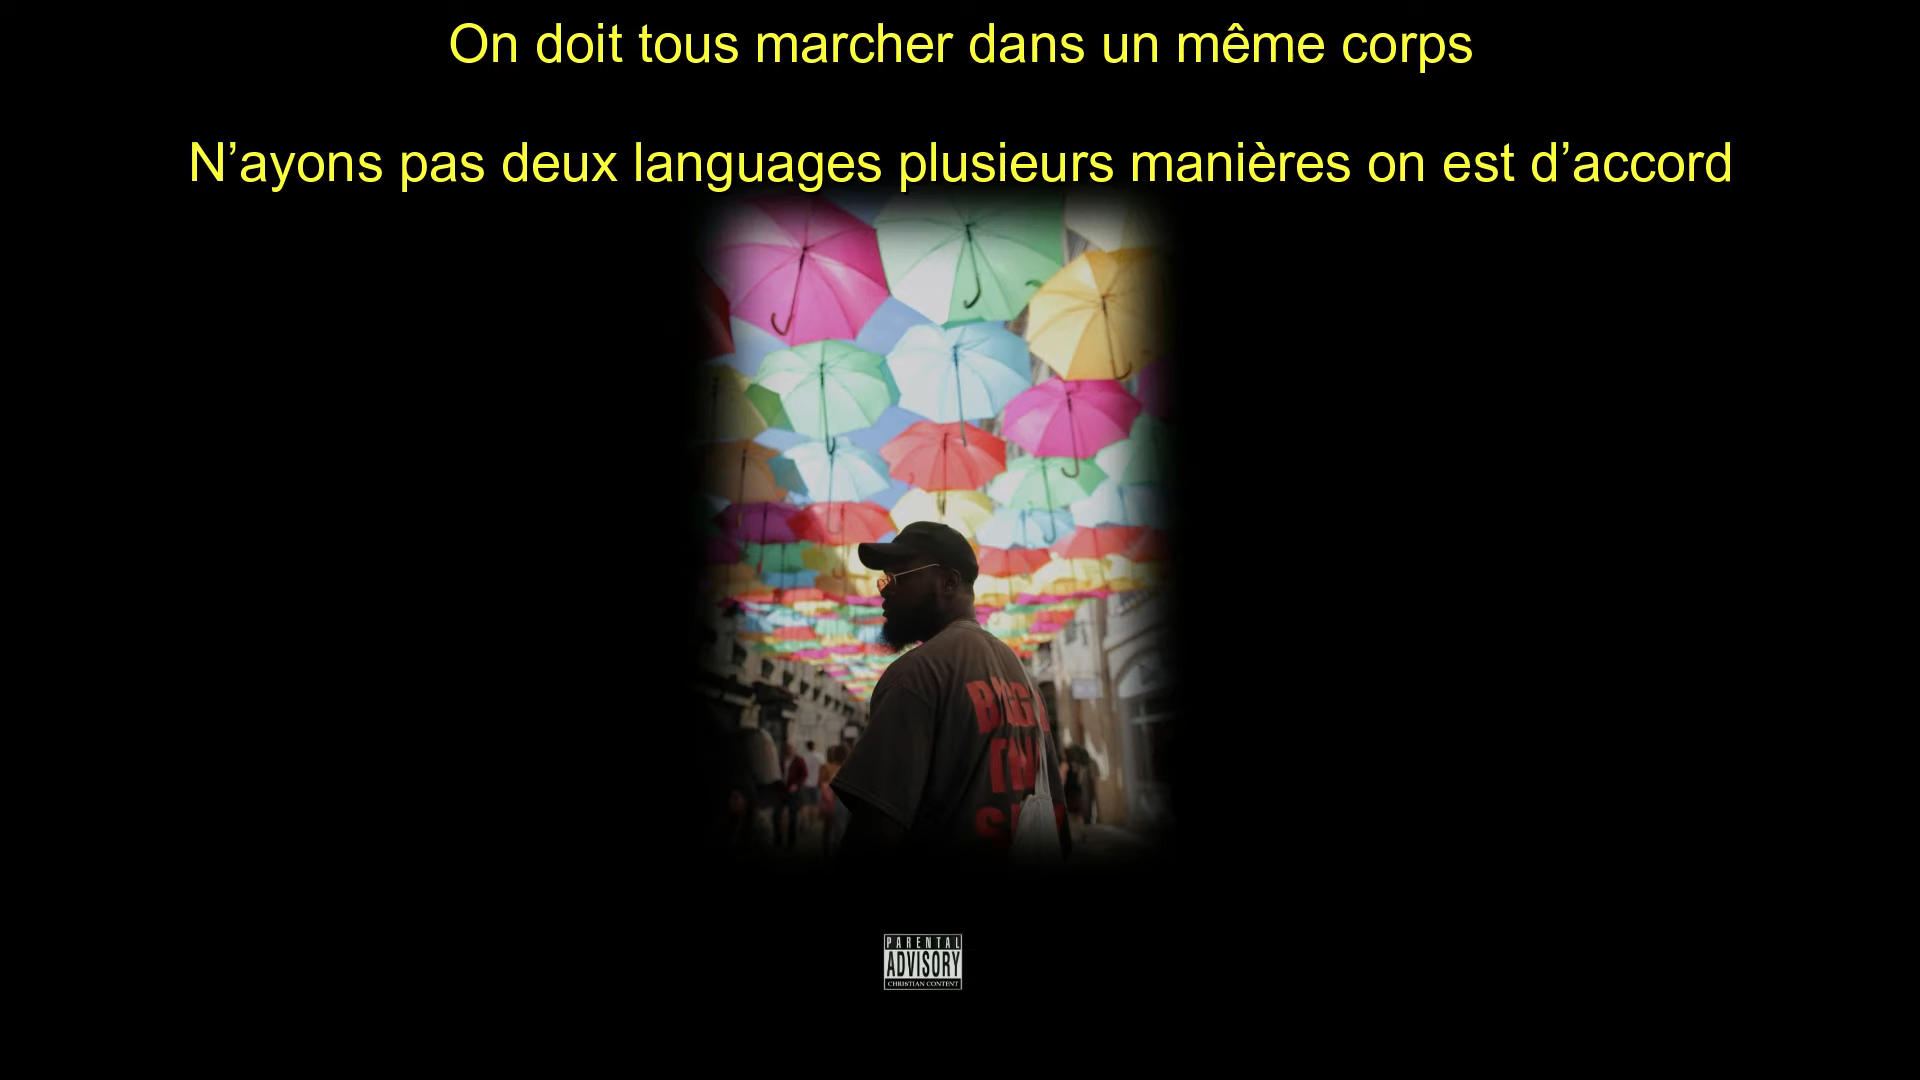 On doit tous marcher dans un même corps
N’ayons pas deux languages plusieurs manières on est d’accord
PARENTAL
ADVISORY
CHRISTIAN CONTENT